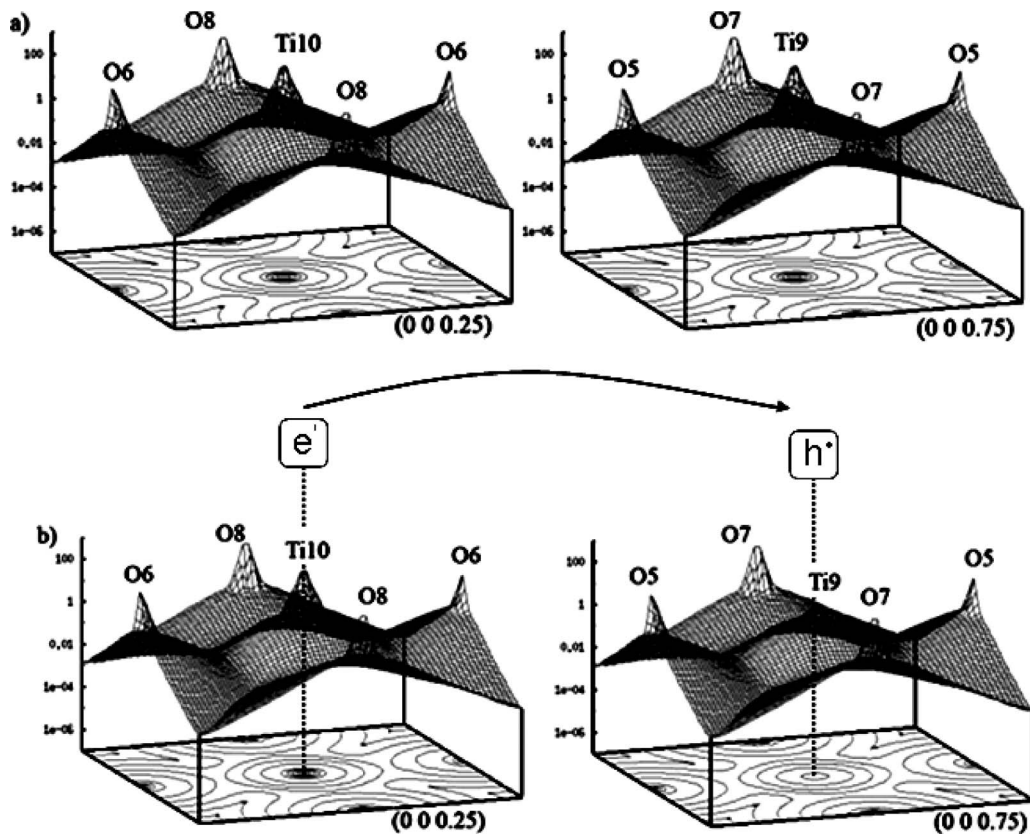 a)
O8
Ti10
O6
O6
O8
100
1
0.01
1e-04
1e-06
(0 0 0.25)
O7
Ti9
O5
O5
O7
100
1
0.01
1e-04
1e-06
(0 0 0.75)
e'
h•
b)
O8
Ti10
O6
O6
O8
100
1
0.01
1e-04
1e-06
(0 0 0.25)
O7
Ti9
O5
O5
O7
100
1
0.01
1e-04
1e-06
(0 0 0.75)